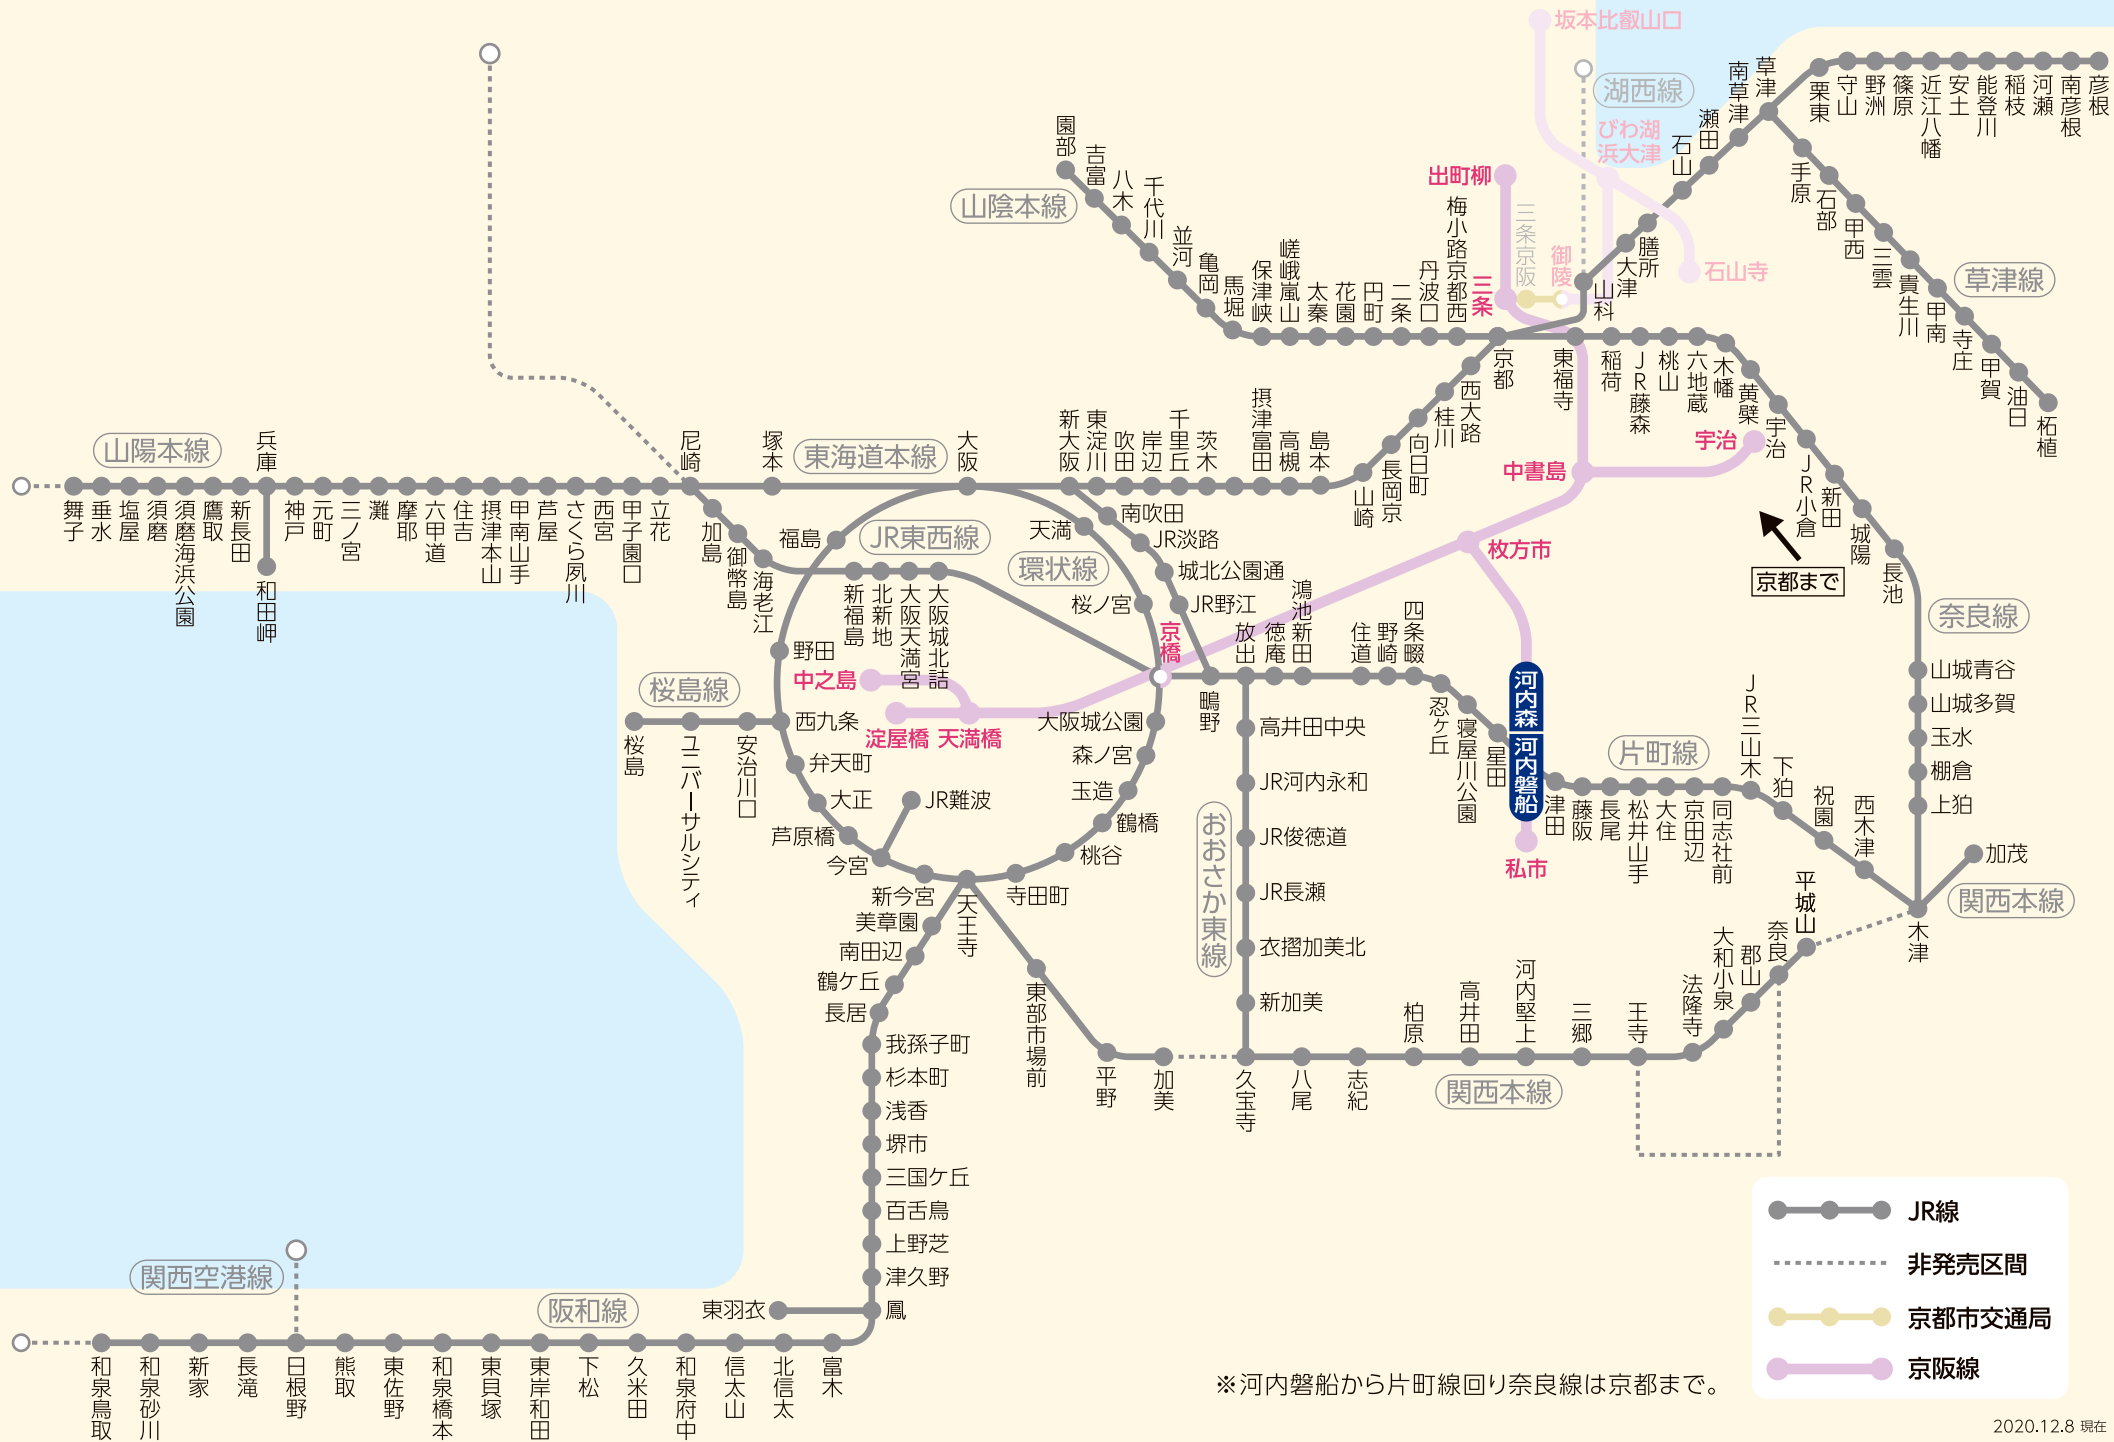 坂本比叡山口
湖西線
びわ湖
浜大津
石山寺
出町柳
三条京阪
御陵
三条
草津
南草津
瀬田
石山
膳所
大津
山科
栗東
守山
野洲
篠原
近江八幡
安土
能登川
稲枝
河瀬
南彦根
彦根
手原
石部
甲西
三雲
貴生川
甲南
寺庄
甲賀
油日
柘植
草津線
山陰本線
園部
吉富
八木
千代川
並河
亀岡
馬堀
保津峡
嵯峨嵐山
太秦
花園
円町
二条
丹波口
梅小路京都西
京都
東福寺
稲荷
JR藤森
桃山
六地蔵
木幡
黄檗
宇治
JR小倉
新田
城陽
長池
奈良線
山城青谷
山城多賀
玉水
棚倉
上狛
宇治
中書島
枚方市
京都まで
西大路
桂川
向日町
長岡京
山崎
島本
高槻
摂津富田
茨木
千里丘
岸辺
吹田
東淀川
新大阪
大阪
東海道本線
塚本
尼崎
山陽本線
兵庫
和田岬
舞子
垂水
塩屋
須磨
須磨海浜公園
鷹取
新長田
神戸
元町
三ノ宮
灘
摩耶
六甲道
住吉
摂津本山
甲南山手
芦屋
さくら夙川
西宮
甲子園口
立花
加島
御幣島
海老江
新福島
北新地
大阪天満宮
大阪城北詰
JR東西線
環状線
福島
天満
桜ノ宮
京橋
南吹田
JR淡路
城北公園通
JR野江
鴫野
放出
徳庵
鴻池新田
住道
野崎
四条畷
忍ヶ丘
寝屋川公園
星田
河内森
河内磐船
私市
津田
藤阪
長尾
松井山手
大住
京田辺
同志社前
JR三山木
下狛
祝園
西木津
片町線
木津
加茂
関西本線
平城山
奈良
郡山
大和小泉
法隆寺
王寺
三郷
河内堅上
高井田
柏原
志紀
八尾
久宝寺
関西本線
加美
平野
東部市場前
高井田中央
JR河内永和
JR俊徳道
JR長瀬
衣摺加美北
新加美
おおさか東線
野田
中之島
淀屋橋
天満橋
西九条
桜島線
桜島
ユニバーサルシティ
安治川口
弁天町
大正
芦原橋
今宮
JR難波
新今宮
天王寺
寺田町
桃谷
鶴橋
玉造
森ノ宮
大阪城公園
美章園
南田辺
鶴ケ丘
長居
我孫子町
杉本町
浅香
堺市
三国ケ丘
百舌鳥
上野芝
津久野
鳳
東羽衣
阪和線
関西空港線
和泉鳥取
和泉砂川
新家
長滝
日根野
熊取
東佐野
和泉橋本
東貝塚
東岸和田
下松
久米田
和泉府中
信太山
北信太
富木
JR線
非発売区間
京都市交通局
京阪線
※河内磐船から片町線回り奈良線は京都まで。
2020.12.8 現在